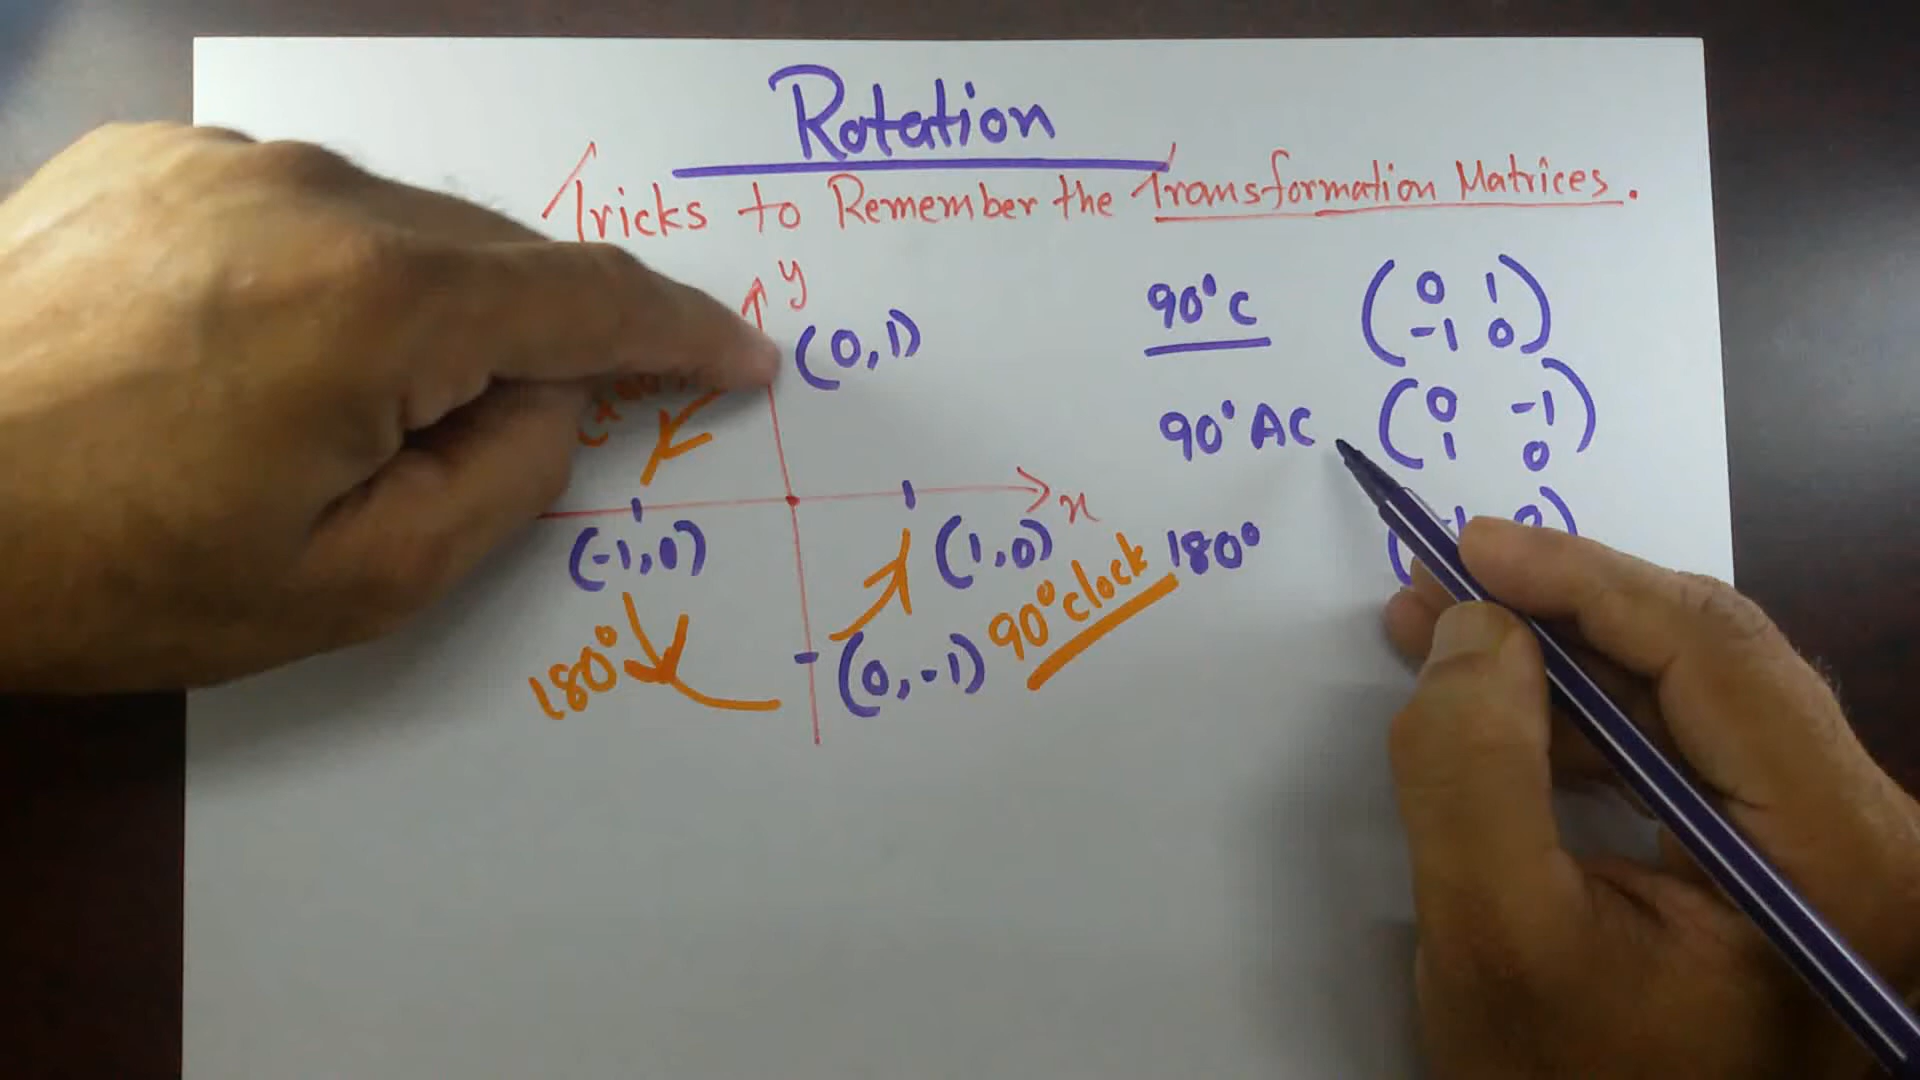 Rotation
Tricks to Remember the Transformation Matrices.
y
(0,1)
90°C
(0 1
-1 0)
90°AC
(0 -1
1 0)
x
(-1,0)
(1,0)
90°clock
180°
180°
(0,-1)